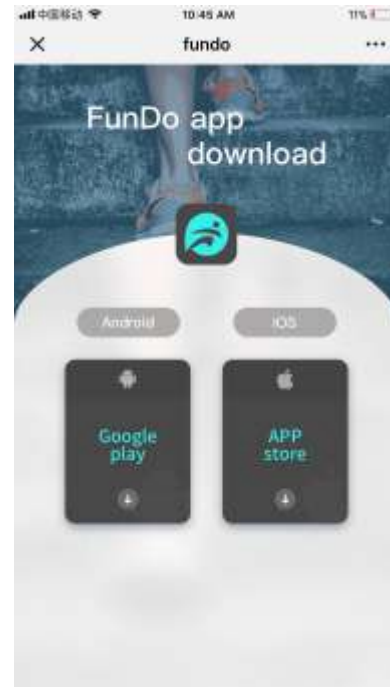 中国移动 10:45 AM 11%
fundo
FunDo app
download
Android iOS
Google
play
APP
store